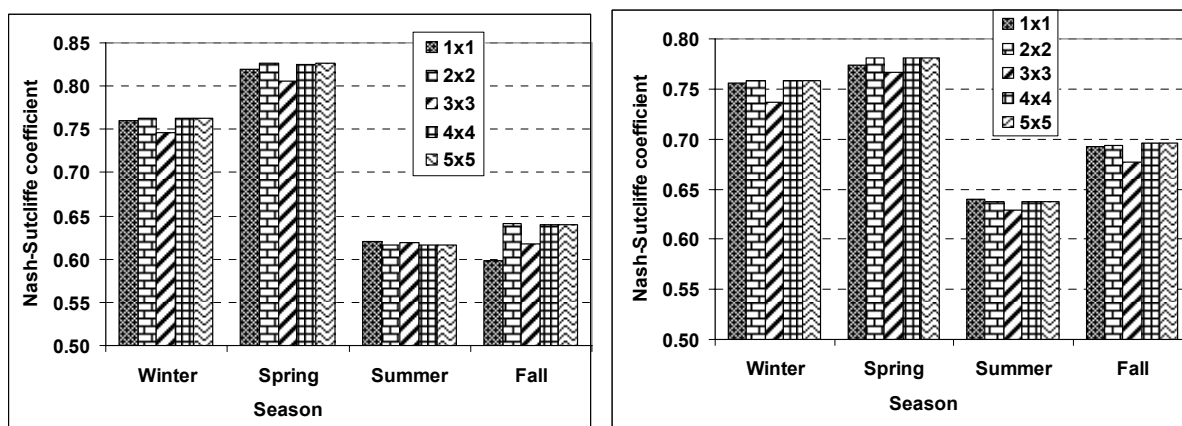 Nash-Sutcliffe coefficient
0.85
0.80
0.75
0.70
0.65
0.60
0.55
0.50
1x1
2x2
3x3
4x4
5x5
Winter Spring Summer Fall
Season
Nash-Sutcliffe coefficient
0.80
0.75
0.70
0.65
0.60
0.55
0.50
1x1
2x2
3x3
4x4
5x5
Winter Spring Summer Fall
Season